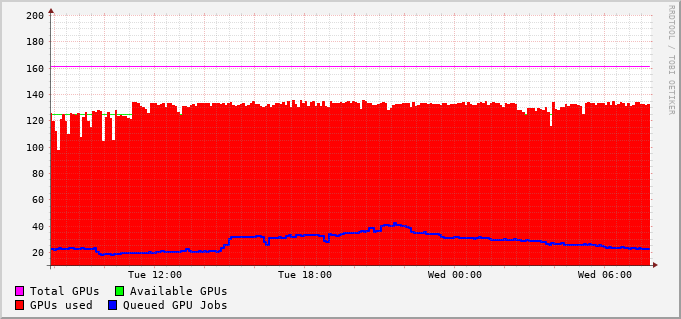 RRDTOOL / TOBI OETIKER
200
180
160
140
120
100
80
60
40
20
Tue 12:00 Tue 18:00 Wed 00:00 Wed 06:00
Total GPUs Available GPUs
GPUs used Queued GPU Jobs